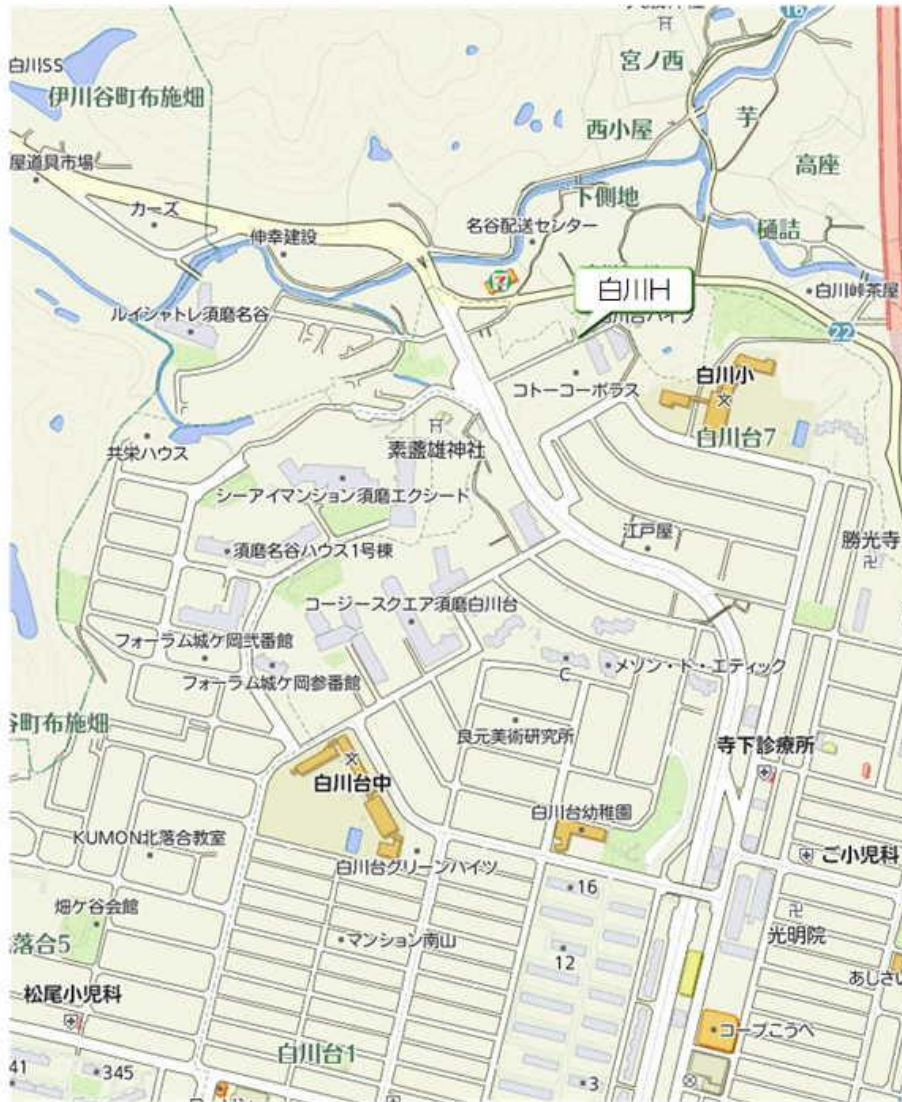 16
宮ノ西
白川SS
伊川谷町布施畑
芋
西小屋
屋道具市場
高座
下側地
カーズ
名谷配送センター
樋詰
伸幸建設
7
白川H
白川峠茶屋
ルイシャトレ須磨名谷
22
白川小
コトーコーポラス
白川台7
素盞雄神社
共栄ハウス
シーアイマンション須磨エクシード
江戸屋
勝光寺
須磨名谷ハウス1号棟
コージースクエア須磨白川台
フォーラム城ケ岡弐番館
メゾン・ド・エティック
C
フォーラム城ケ岡参番館
谷町布施畑
良元美術研究所
寺下診療所
白川台中
白川台幼稚園
KUMON北落合教室
ご小児科
白川台グリーンハイツ
16
畑ケ谷会館
光明院
落合5
マンション南山
12
あじさい
松尾小児科
コープこうべ
白川台1
41
345
3